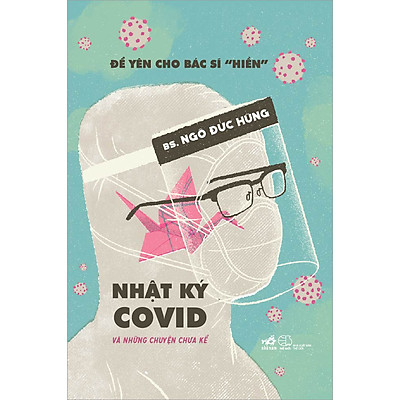 ĐỂ YÊN CHO BÁC SĨ “HIỀN”
BS. NGÔ ĐỨC HÙNG
NHẬT KÝ
COVID
VÀ NHỮNG CHUYỆN CHƯA KỂ